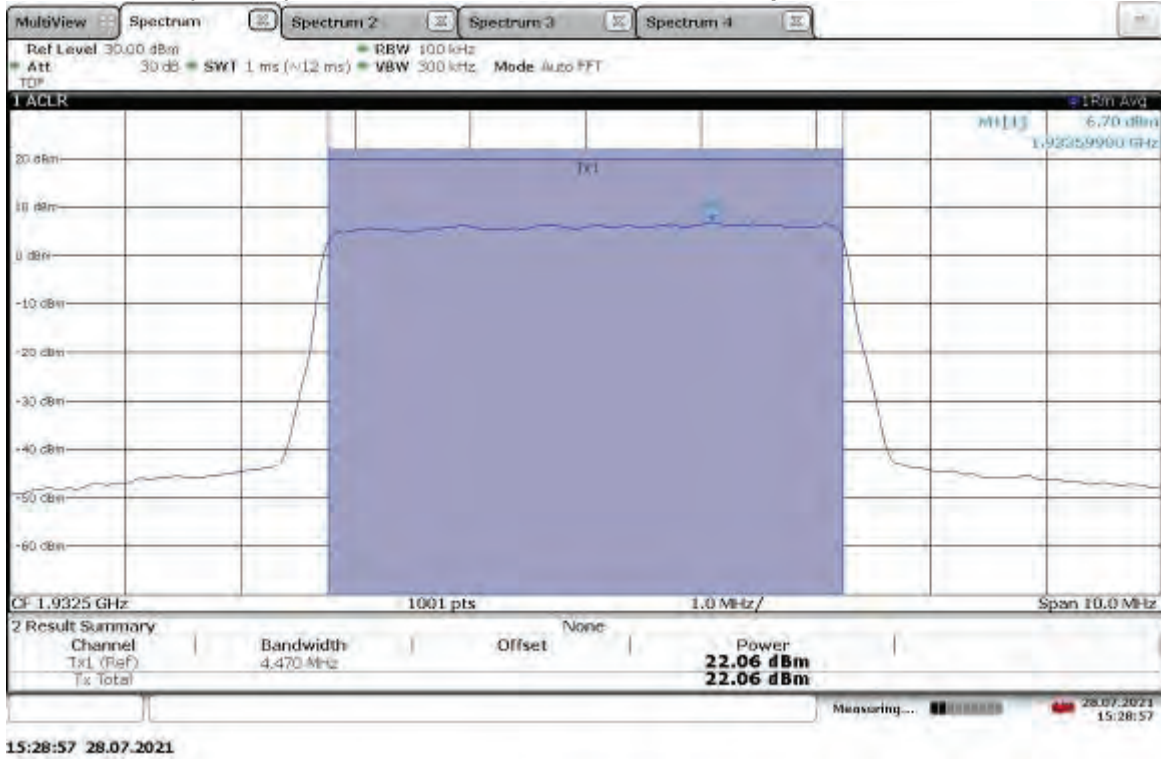 MultiView Spectrum Spectrum 2 Spectrum 3 Spectrum 4
Ref Level 30.00 dBm RBW 100 kHz
Att 30 dB SWT 1 ms (~12 ms) VBW 300 kHz Mode Auto FFT
TDF
1 ACLR 1Rm Avg
M1[1] 6.70 dBm
1.93359900 GHz
20 dBm
Tx1
10 dBm
0 dBm
-10 dBm
-20 dBm
-30 dBm
-40 dBm
-50 dBm
-60 dBm
CF 1.9325 GHz 1001 pts 1.0 MHz/ Span 10.0 MHz
2 Result Summary None
Channel Bandwidth Offset Power
Tx1 (Ref) 4.470 MHz 22.06 dBm
Tx Total 22.06 dBm
Measuring... 28.07.2021
15:28:57
15:28:57 28.07.2021